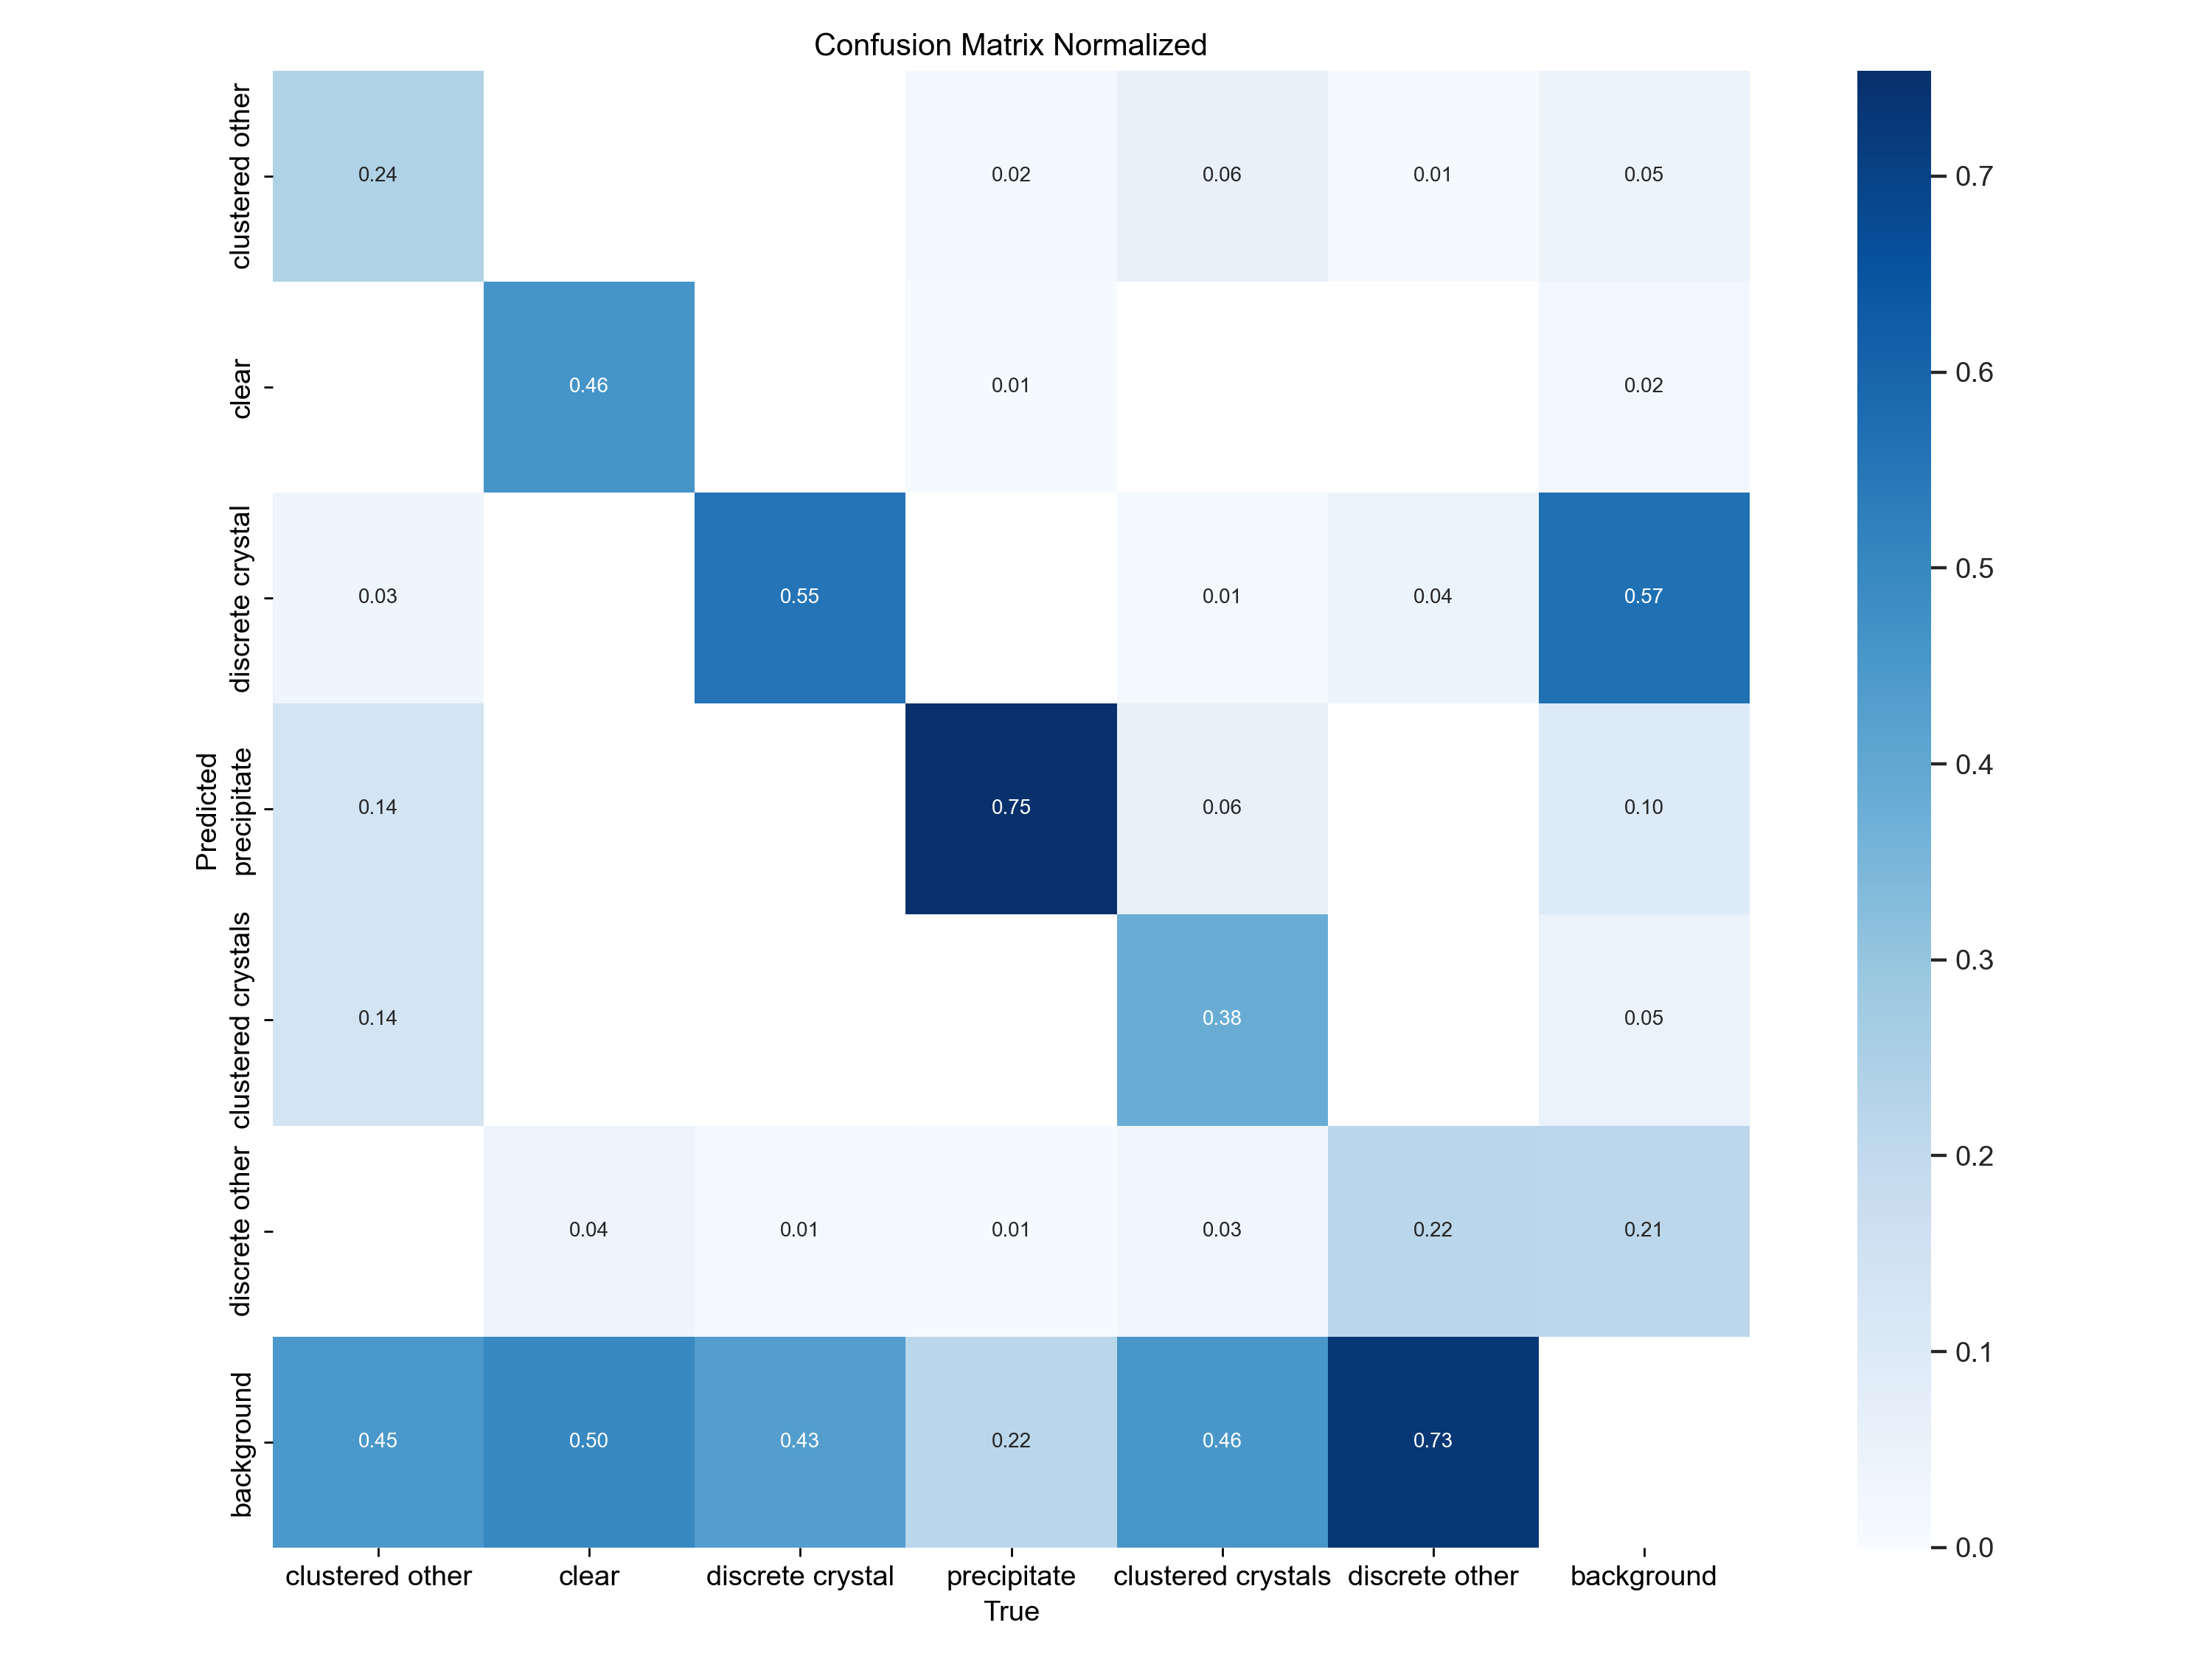 Confusion Matrix Normalized
clustered other
0.24
0.02
0.06
0.01
0.05
0.7
clear
0.46
0.01
0.02
0.6
discrete crystal
0.03
0.55
0.01
0.04
0.57
0.5
Predicted
precipitate
0.14
0.75
0.06
0.10
0.4
clustered crystals
0.14
0.38
0.05
0.3
discrete other
0.04
0.01
0.01
0.03
0.22
0.21
0.2
background
0.45
0.50
0.43
0.22
0.46
0.73
0.1
0.0
clustered other
clear
discrete crystal
precipitate
clustered crystals
discrete other
background
True